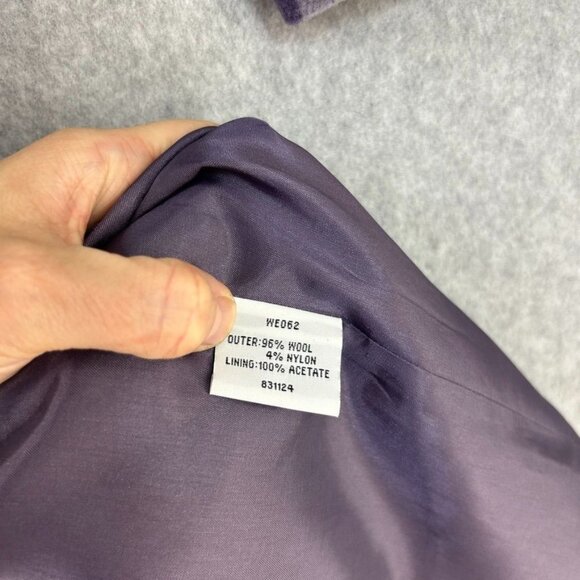 WE062
OUTER:96% WOOL
4% NYLON
LINING:100% ACETATE
831124